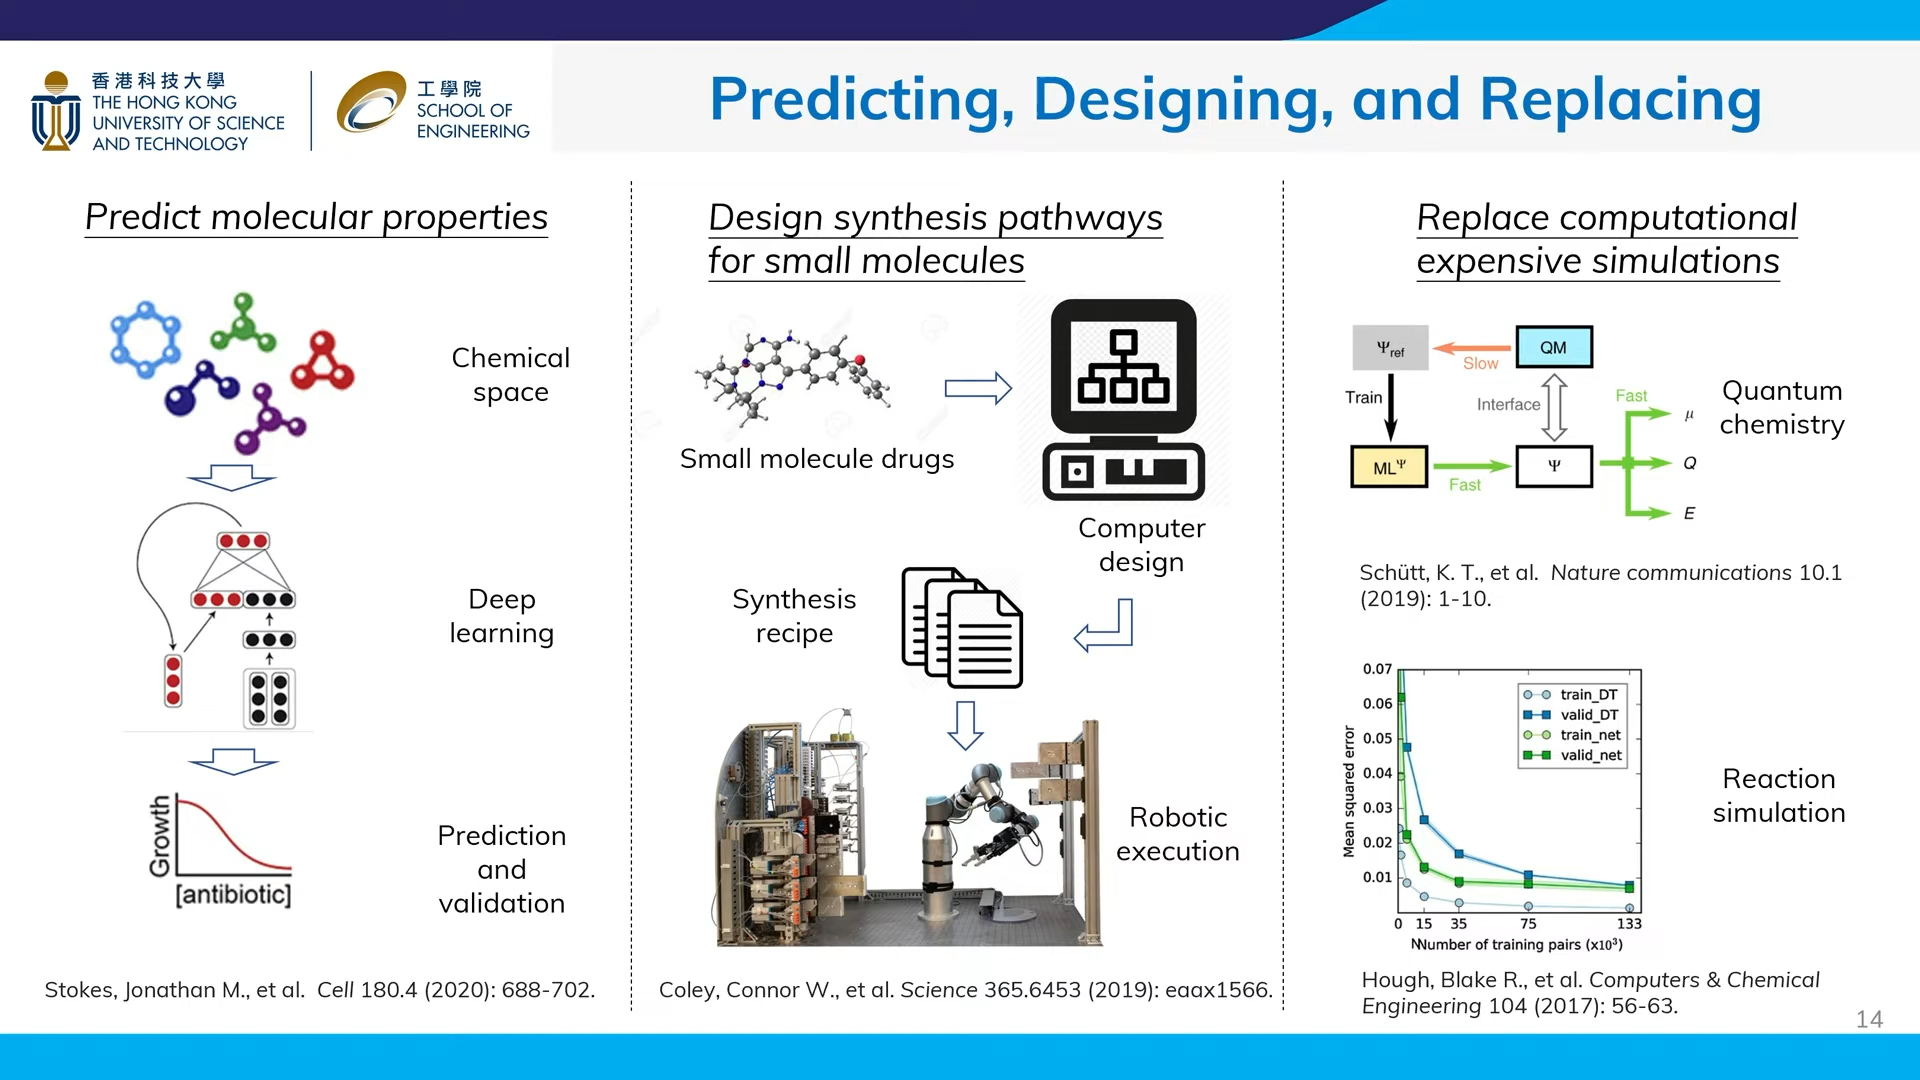 香港科技大學
THE HONG KONG
UNIVERSITY OF SCIENCE
AND TECHNOLOGY
工學院
SCHOOL OF
ENGINEERING
Predicting, Designing, and Replacing
Predict molecular properties
Chemical
space
Deep
learning
Growth
[antibiotic]
Prediction
and
validation
Stokes, Jonathan M., et al. Cell 180.4 (2020): 688-702.
Design synthesis pathways
for small molecules
Small molecule drugs
Computer
design
Synthesis
recipe
Robotic
execution
Coley, Connor W., et al. Science 365.6453 (2019): eaax1566.
Replace computational
expensive simulations
Ψref
Slow
QM
Train
Interface
Fast
μ
MLΨ
Fast
Ψ
Q
E
Quantum
chemistry
Schütt, K. T., et al. Nature communications 10.1
(2019): 1-10.
0.07
0.06
0.05
0.04
0.03
0.02
0.01
Mean squared error
train_DT
valid_DT
train_net
valid_net
0 15 35 75 133
Number of training pairs (x10³)
Reaction
simulation
Hough, Blake R., et al. Computers & Chemical
Engineering 104 (2017): 56-63.
14